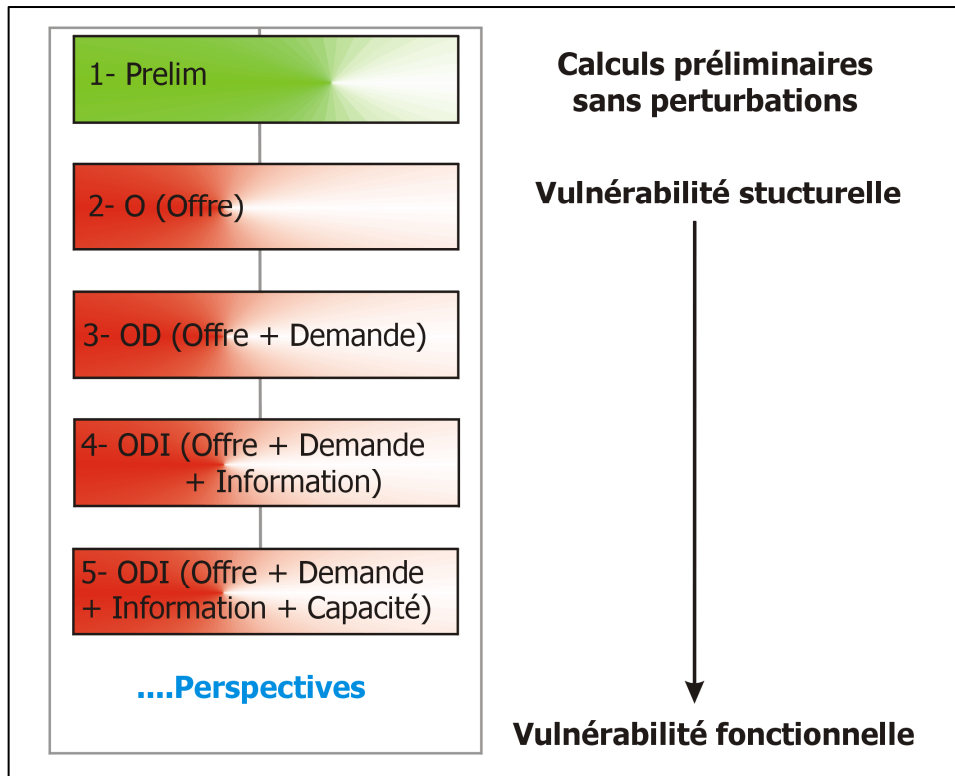 1- Prelim
Calculs préliminaires
sans perturbations
2- O (Offre)
Vulnérabilité stucturelle
3- OD (Offre + Demande)
4- ODI (Offre + Demande
+ Information)
5- ODI (Offre + Demande
+ Information + Capacité)
....Perspectives
Vulnérabilité fonctionnelle